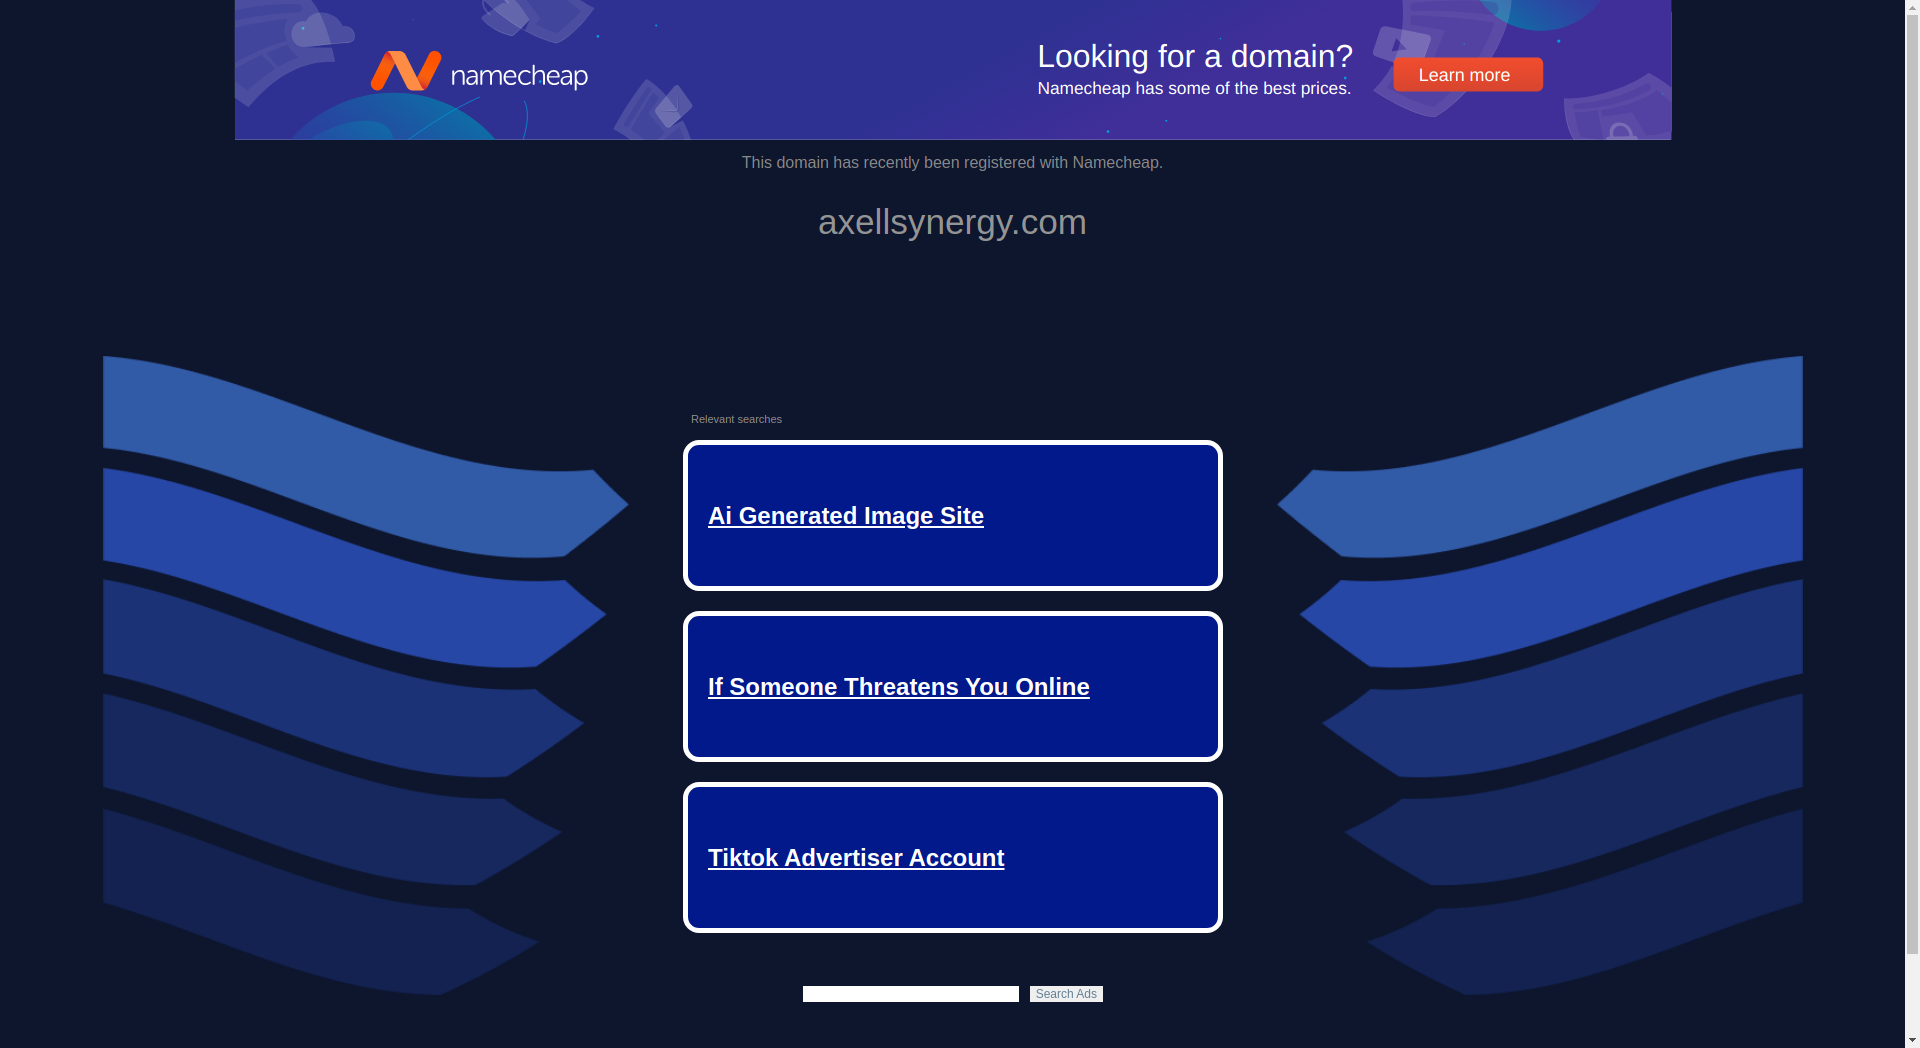 namecheap
Looking for a domain?
Namecheap has some of the best prices.
Learn more
This domain has recently been registered with Namecheap.
axellsynergy.com
Relevant searches
Ai Generated Image Site
If Someone Threatens You Online
Tiktok Advertiser Account
Search Ads